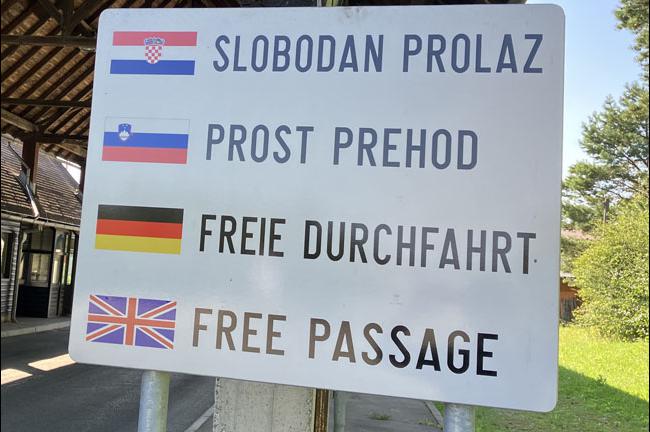 SLOBODAN PROLAZ
PROST PREHOD
FREIE DURCHFAHRT
FREE PASSAGE